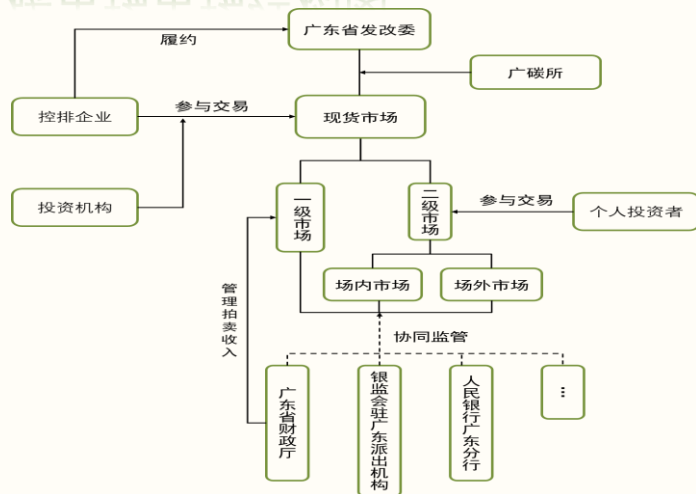 广东省发改委
履约
广碳所
控排企业
参与交易
现货市场
投资机构
一级市场
二级市场
参与交易
个人投资者
管理拍卖收入
场内市场
场外市场
协同监管
广东省财政厅
银监会驻广东派出机构
人民银行广东分行
…